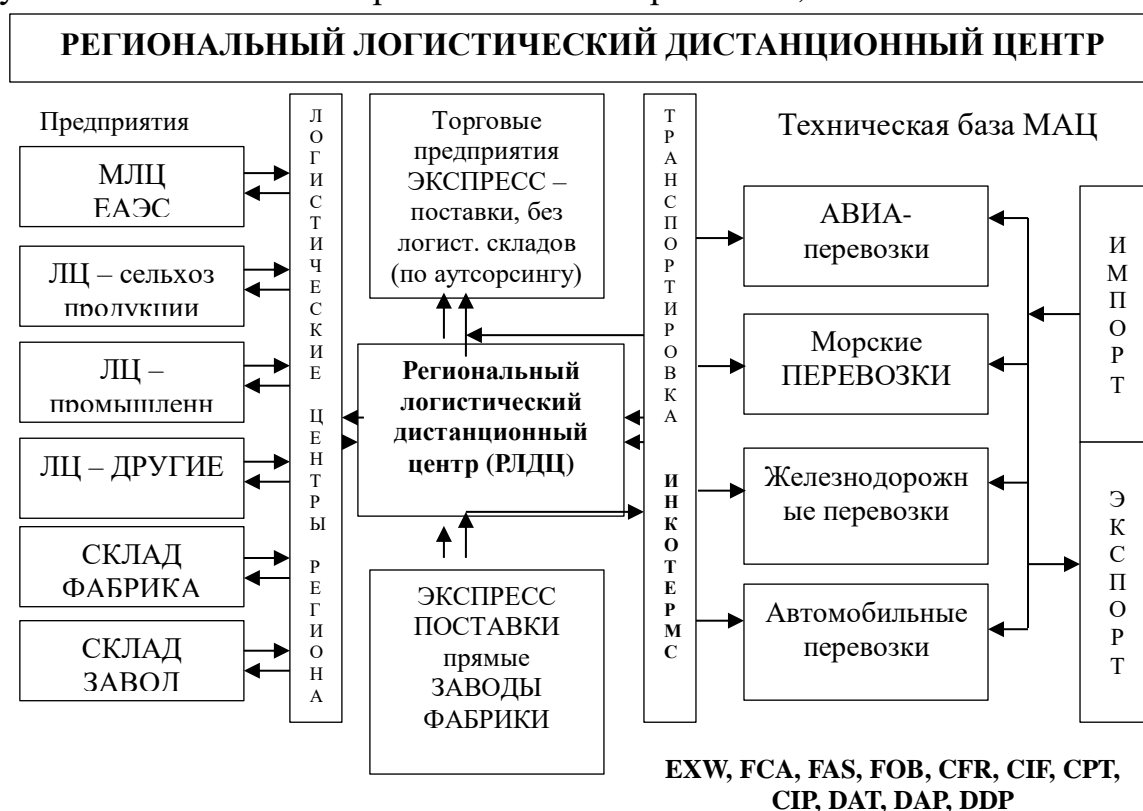 РЕГИОНАЛЬНЫЙ ЛОГИСТИЧЕСКИЙ ДИСТАНЦИОННЫЙ ЦЕНТР
Предприятия
МЛЦ
ЕАЭС
ЛЦ – сельхоз
продукции
ЛЦ –
промышленн
ЛЦ – ДРУГИЕ
СКЛАД
ФАБРИКА
СКЛАД
ЗАВОД
ЛОГИСТИЧЕСКИЕ ЦЕНТРЫ РЕГИОНА
Торговые
предприятия
ЭКСПРЕСС –
поставки, без
логист. складов
(по аутсорсингу)
Региональный
логистический
дистанционный
центр (РЛДЦ)
ЭКСПРЕСС
ПОСТАВКИ
прямые
ЗАВОДЫ
ФАБРИКИ
ТРАНСПОРТИРОВКА ИНКОТЕРМС
Техническая база МАЦ
АВИА-
перевозки
Морские
ПЕРЕВОЗКИ
Железнодорожн
ые перевозки
Автомобильные
перевозки
ИМПОРТ
ЭКСПОРТ
EXW, FCA, FAS, FOB, CFR, CIF, CPT,
CIP, DAT, DAP, DDP